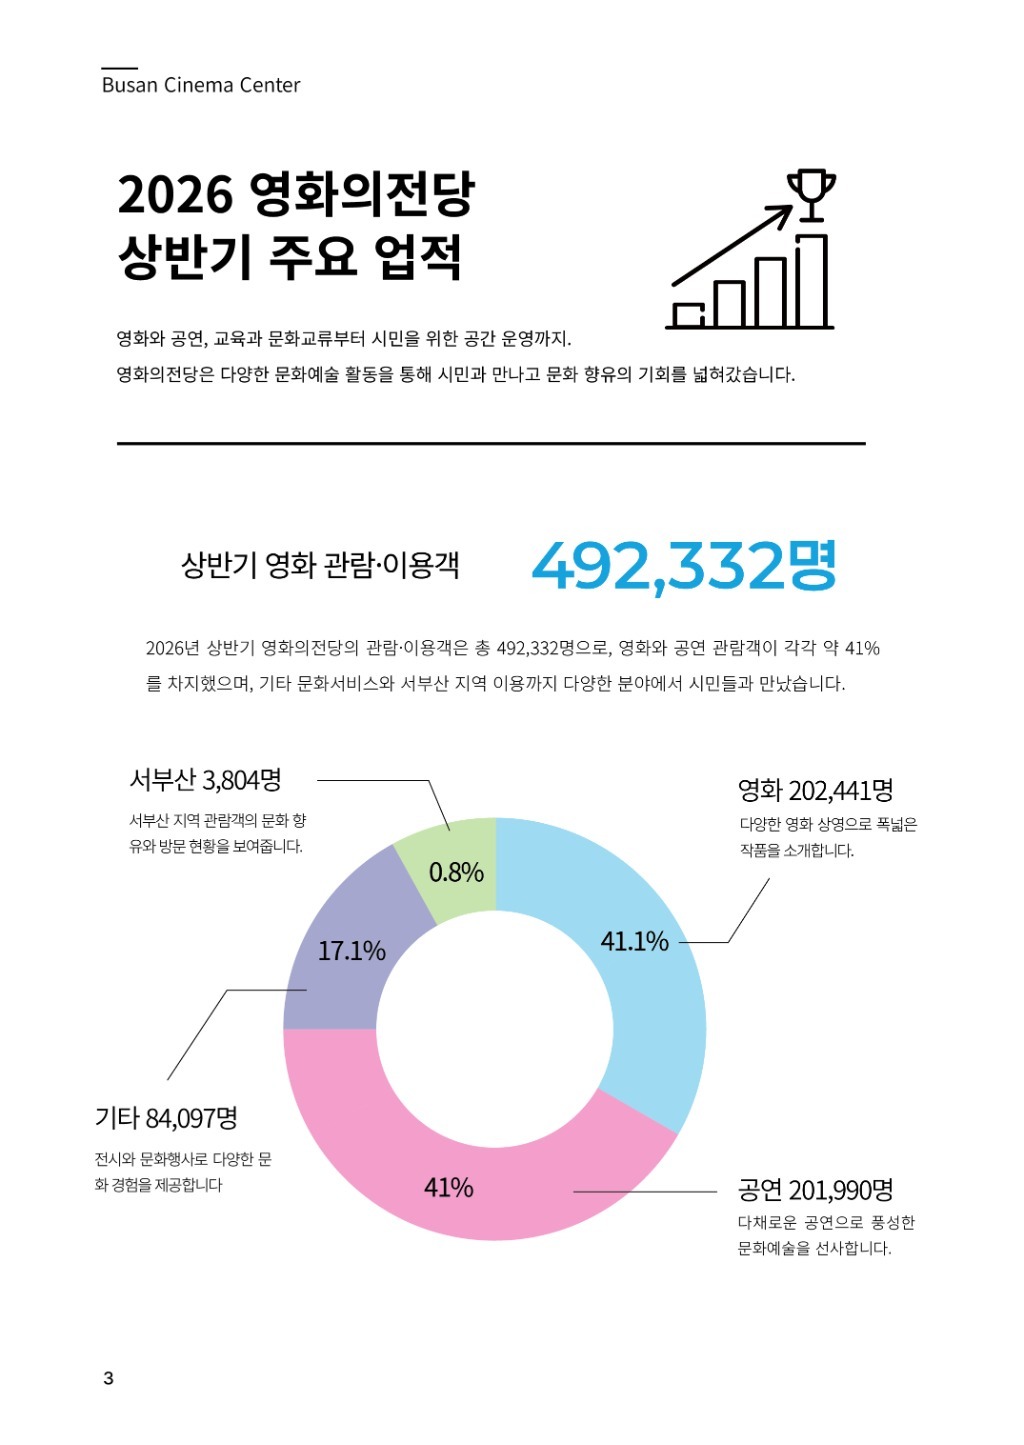 Busan Cinema Center
2026 영화의전당
상반기 주요 업적
영화와 공연, 교육과 문화교류부터 시민을 위한 공간 운영까지.
영화의전당은 다양한 문화예술 활동을 통해 시민과 만나고 문화 향유의 기회를 넓혀갔습니다.
상반기 영화 관람·이용객
492,332명
2026년 상반기 영화의전당의 관람·이용객은 총 492,332명으로, 영화와 공연 관람객이 각각 약 41%
를 차지했으며, 기타 문화서비스와 서부산 지역 이용까지 다양한 분야에서 시민들과 만났습니다.
서부산 3,804명
서부산 지역 관람객의 문화 향
유와 방문 현황을 보여줍니다.
영화 202,441명
다양한 영화 상영으로 폭넓은
작품을 소개합니다.
0.8%
41.1%
17.1%
기타 84,097명
전시와 문화행사로 다양한 문
화 경험을 제공합니다
41%
공연 201,990명
다채로운 공연으로 풍성한
문화예술을 선사합니다.
3